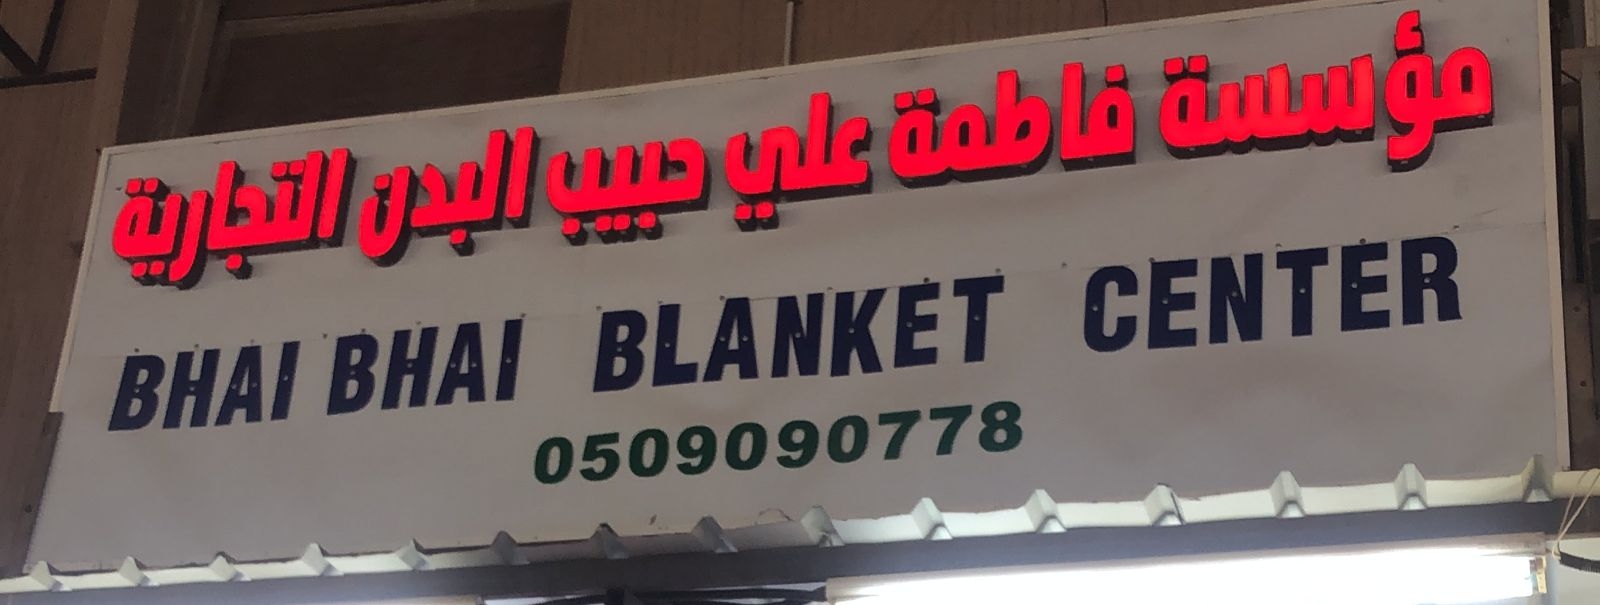 مؤسسة فاطمة علي حبيب البدن التجارية
BHAI BHAI BLANKET CENTER
0509090778